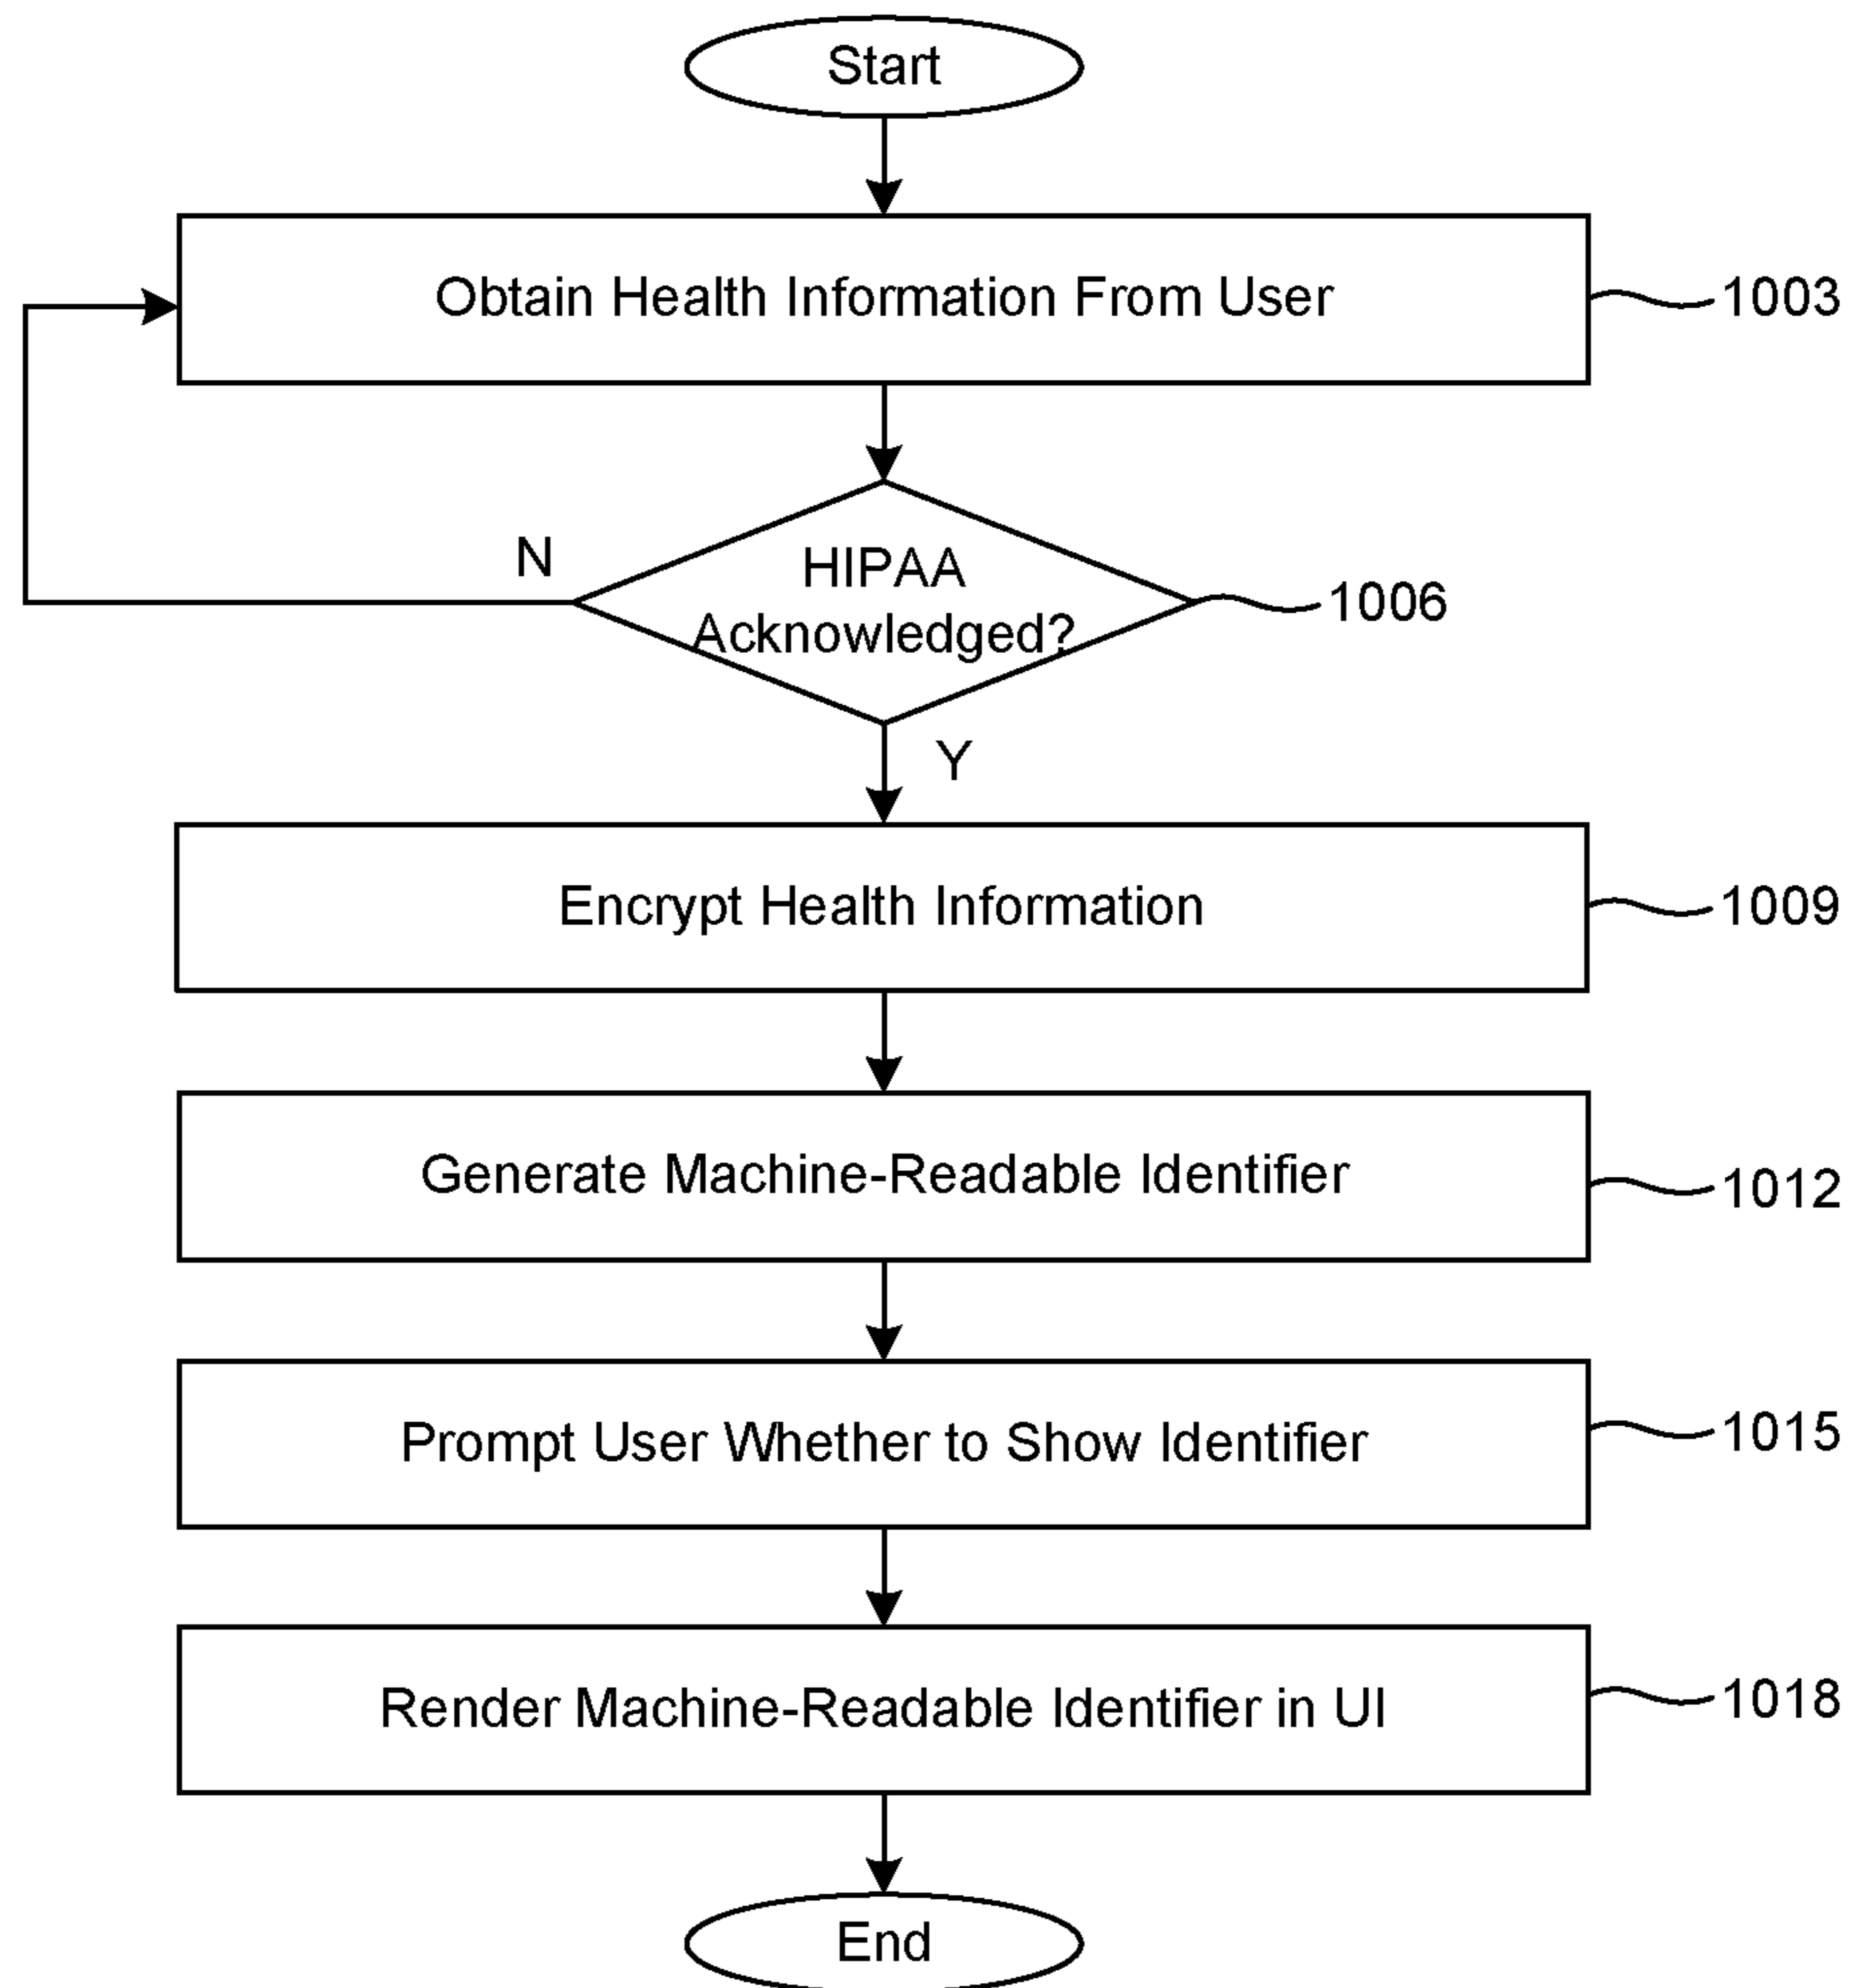 Start
Obtain Health Information From User
1003
HIPAA
Acknowledged?
1006
N
Y
Encrypt Health Information
1009
Generate Machine-Readable Identifier
1012
Prompt User Whether to Show Identifier
1015
Render Machine-Readable Identifier in UI
1018
End